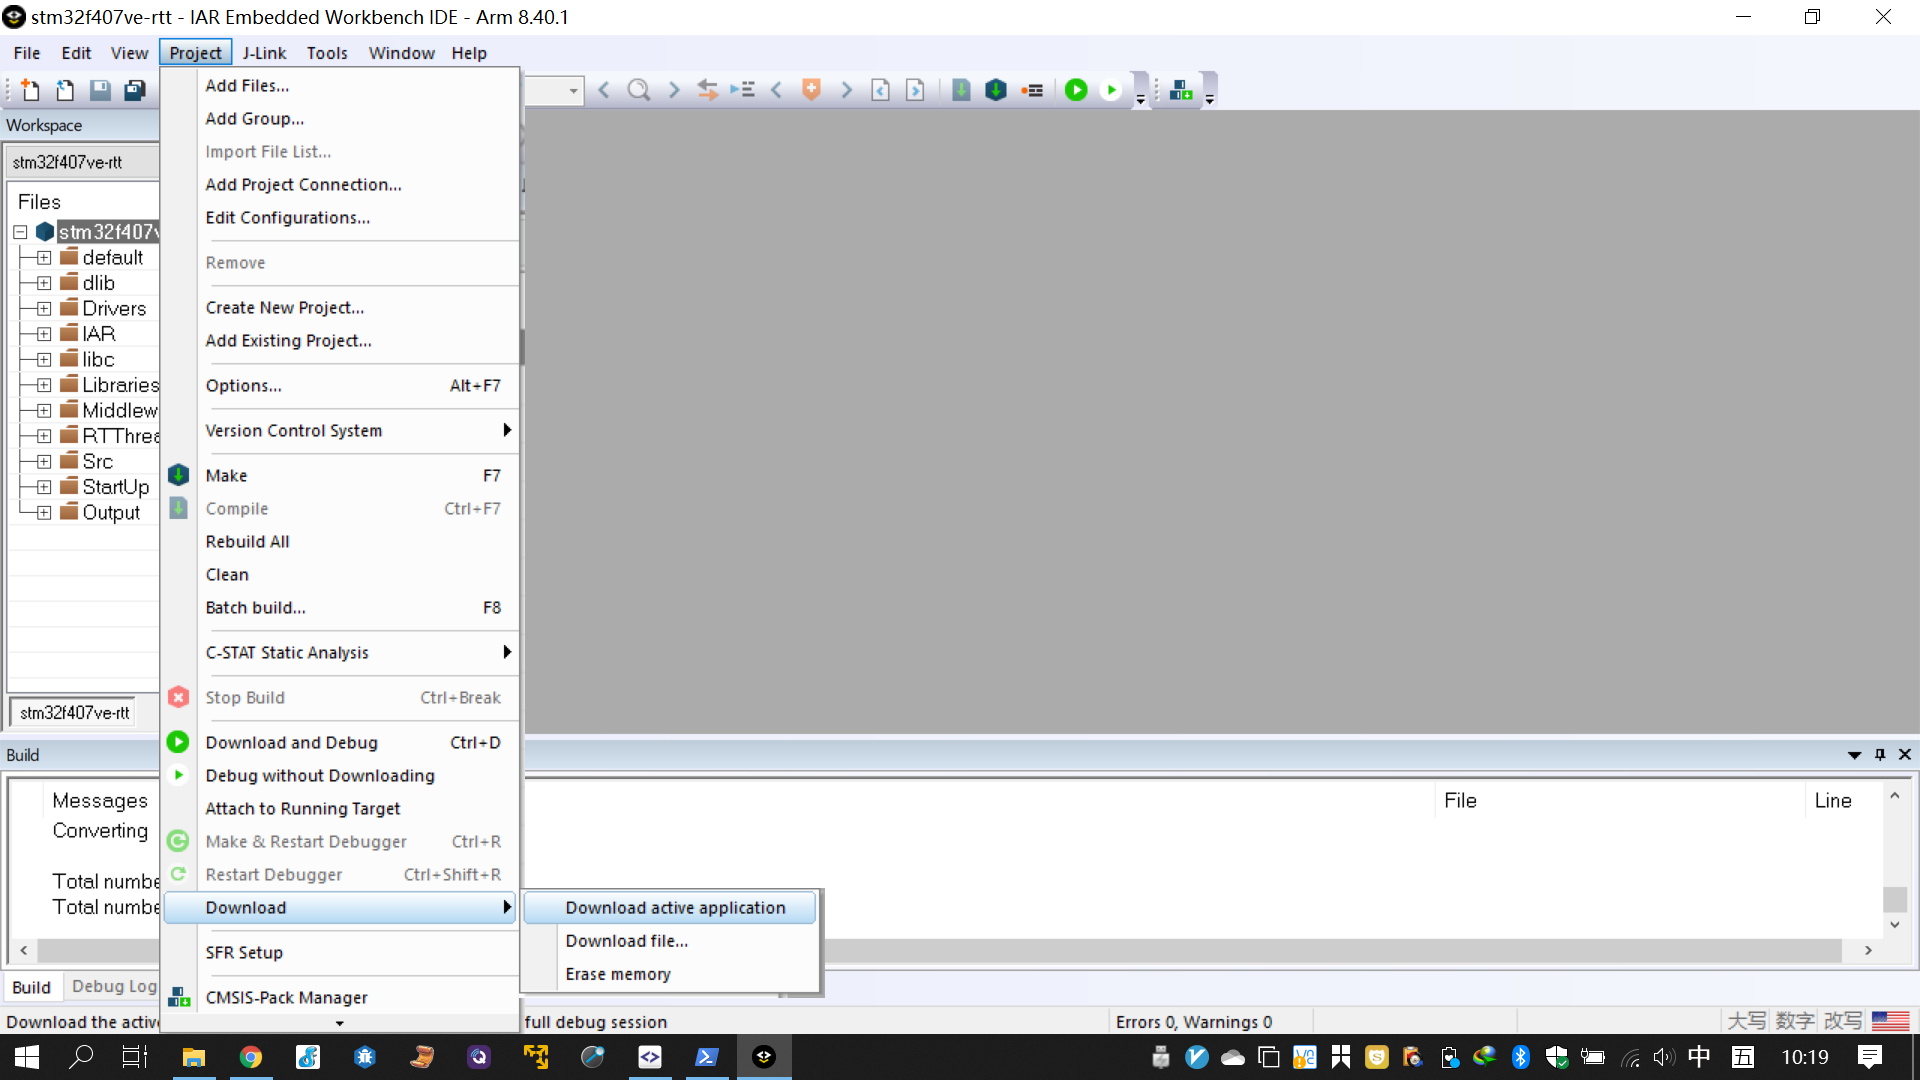 stm32f407ve-rtt - IAR Embedded Workbench IDE - Arm 8.40.1
File Edit View Project J-Link Tools Window Help
Workspace
stm32f407ve-rtt
Files
stm32f407v
default
dlib
Drivers
IAR
libc
Libraries
Middlew
RTThrea
Src
StartUp
Output
stm32f407ve-rtt
Add Files...
Add Group...
Import File List...
Add Project Connection...
Edit Configurations...
Remove
Create New Project...
Add Existing Project...
Options... Alt+F7
Version Control System
Make F7
Compile Ctrl+F7
Rebuild All
Clean
Batch build... F8
C-STAT Static Analysis
Stop Build Ctrl+Break
Download and Debug Ctrl+D
Debug without Downloading
Attach to Running Target
Make & Restart Debugger Ctrl+R
Restart Debugger Ctrl+Shift+R
Download
SFR Setup
CMSIS-Pack Manager
Download active application
Download file...
Erase memory
Build
Messages File Line
Converting
Total numbe
Total numbe
Build Debug Log
Download the activ full debug session Errors 0, Warnings 0 大写 数字 改写
中 五 10:19